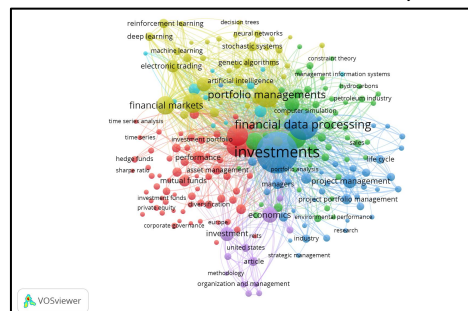 reinforcement learning
decision trees
deep learning
neural networks
stochastic systems
machine learning
constraint theory
electronic trading
genetic algorithms
management information systems
artificial intelligence
hydrocarbons
portfolio managements
petroleum industry
financial markets
computer simulation
time series analysis
financial data processing
time series
investment portfolio
sales
investments
hedge funds
performance
life cycle
sharpe ratio
asset management
portfolio analysis
mutual funds
managers
project management
investment funds
diversification
project portfolio management
private equity
economics
environmental performance
corporate governance
europe
investment
research
industry
united states
strategic management
article
methodology
organization and management
VOSviewer